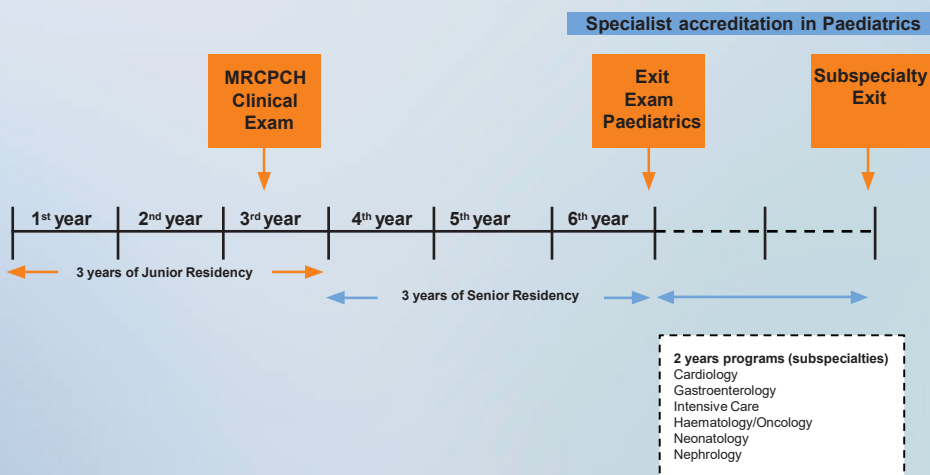 Specialist accreditation in Paediatrics
MRCPCH
Clinical
Exam
Exit
Exam
Paediatrics
Subspecialty
Exit
1st year
2nd year
3rd year
4th year
5th year
6th year
3 years of Junior Residency
3 years of Senior Residency
2 years programs (subspecialties)
Cardiology
Gastroenterology
Intensive Care
Haematology/Oncology
Neonatology
Nephrology